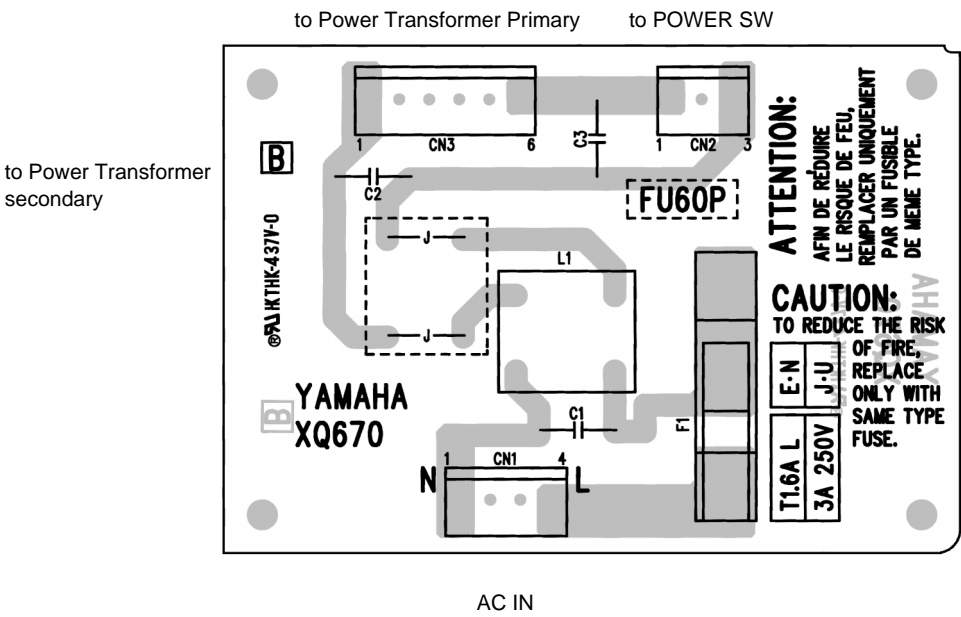 to Power Transformer Primary
to POWER SW
to Power Transformer
secondary
1
CN3
6
C3
1
CN2
3
B
C2
FU60P
ATTENTION:
AFIN DE RÉDUIRE
LE RISQUE DE FEU,
REMPLACER UNIQUEMENT
PAR UN FUSIBLE
DE MEME TYPE.
J
L1
KTHK-437V-0
J
CAUTION:
TO REDUCE THE RISK
OF FIRE,
REPLACE
ONLY WITH
SAME TYPE
FUSE.
E·N
J·U
T1.6A L
3A 250V
F1
B
YAMAHA
XQ670
C1
N
1
CN1
4
L
AC IN